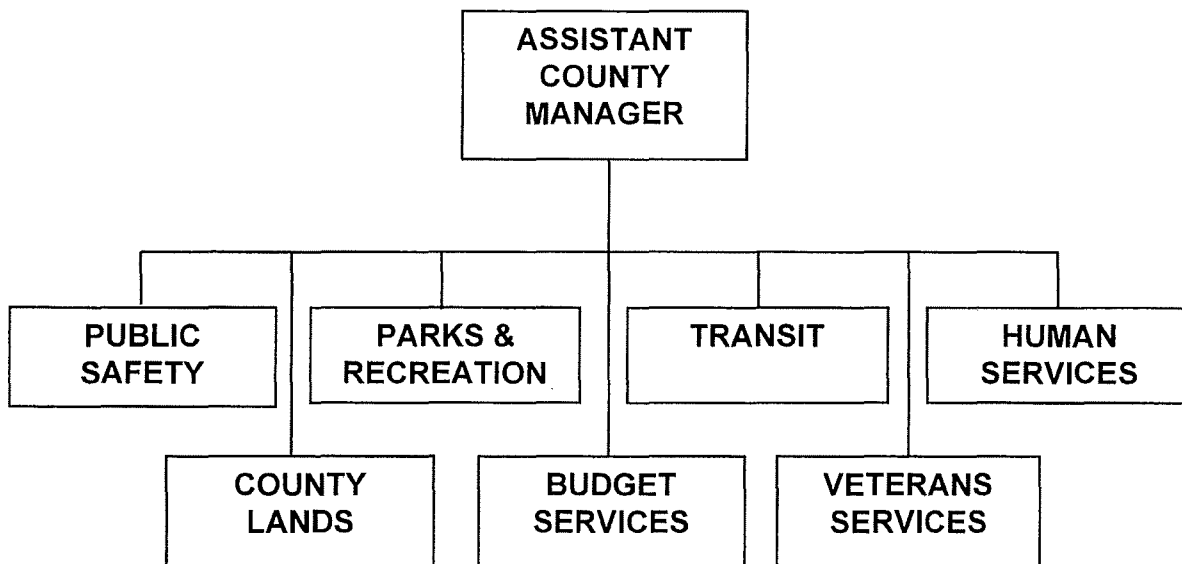 ASSISTANT
COUNTY
MANAGER
PUBLIC
SAFETY
PARKS &
RECREATION
TRANSIT
HUMAN
SERVICES
COUNTY
LANDS
BUDGET
SERVICES
VETERANS
SERVICES